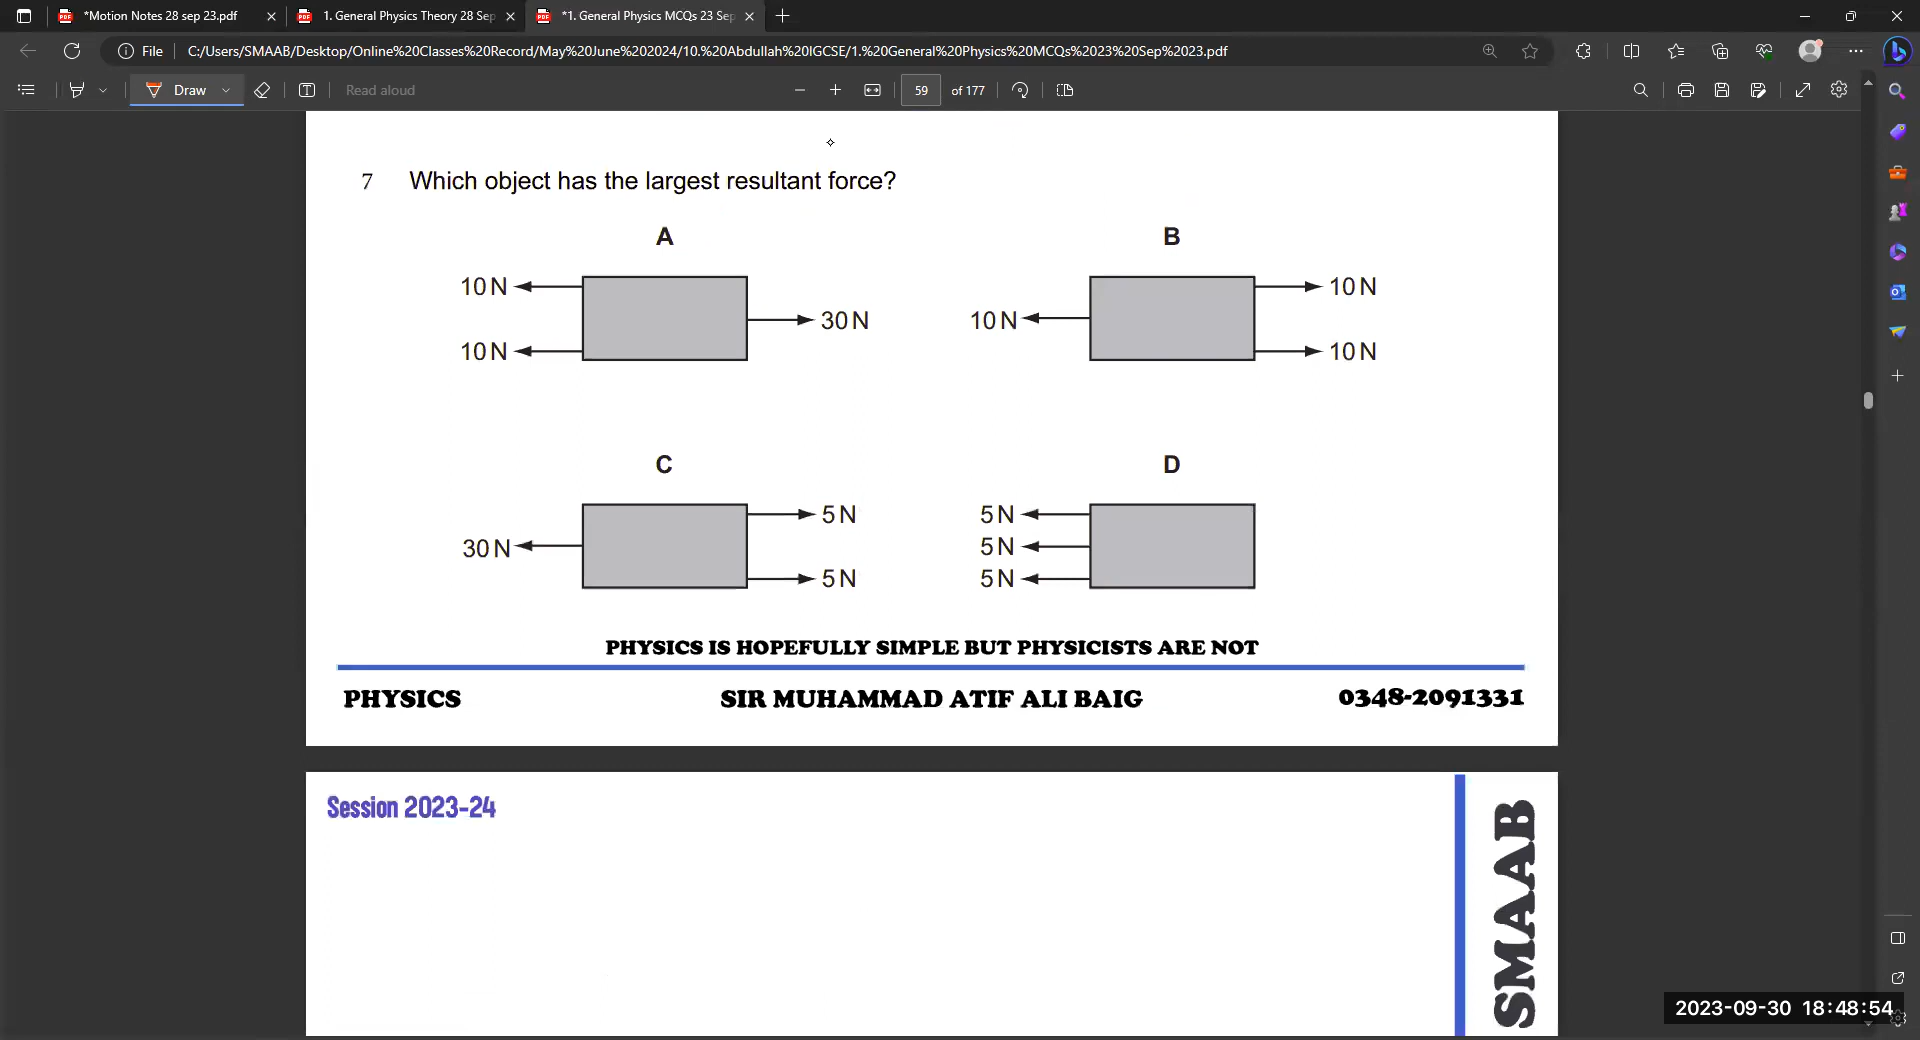 *Motion Notes 28 sep 23.pdf
1. General Physics Theory 28 Sep
*1. General Physics MCQs 23 Sep
File
C:/Users/SMAAB/Desktop/Online%20Classes%20Record/May%20June%202024/10.%20Abdullah%20IGCSE/1.%20General%20Physics%20MCQs%2023%20Sep%2023.pdf
Draw
Read aloud
59 of 177
7 Which object has the largest resultant force?
A B
10 N 10 N
30 N 10 N
10 N 10 N
C D
5 N 5 N
30 N 5 N
5 N 5 N
PHYSICS IS HOPEFULLY SIMPLE BUT PHYSICISTS ARE NOT
PHYSICS SIR MUHAMMAD ATIF ALI BAIG 0348-2091331
Session 2023-24
SMAAB
2023-09-30 18:48:54